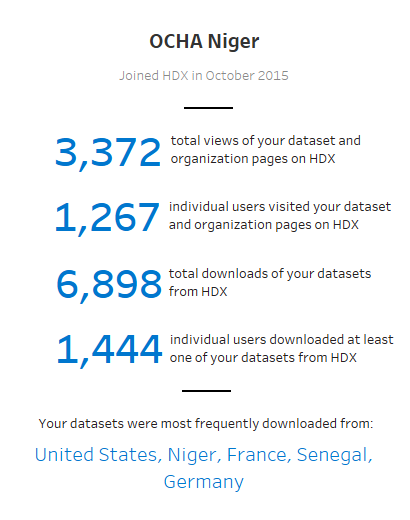 OCHA Niger
Joined HDX in October 2015
3,372
total views of your dataset and
organization pages on HDX
1,267
individual users visited your dataset
and organization pages on HDX
6,898
total downloads of your datasets
from HDX
1,444
individual users downloaded at least
one of your datasets from HDX
Your datasets were most frequently downloaded from:
United States, Niger, France, Senegal,
Germany